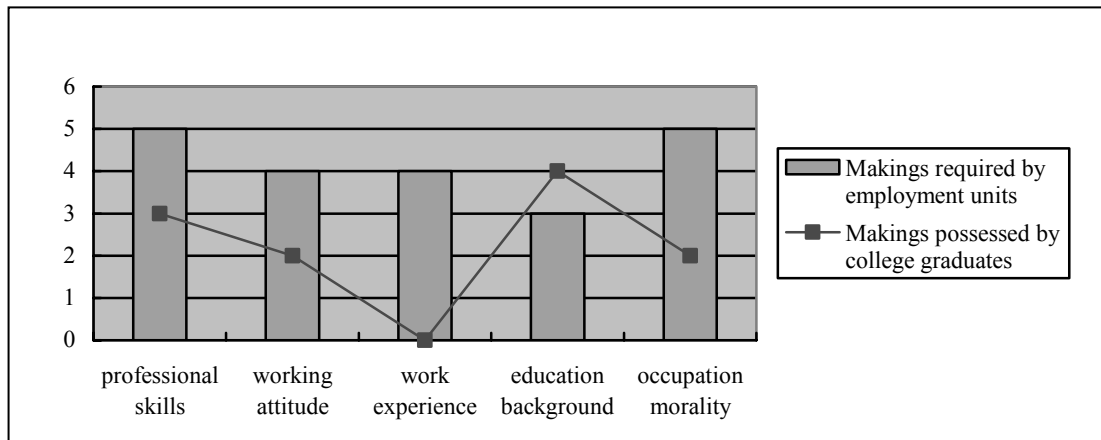 6
5
4
3
2
1
0
professional
skills
working
attitude
work
experience
education
background
occupation
morality
Makings required by
employment units
Makings possessed by
college graduates